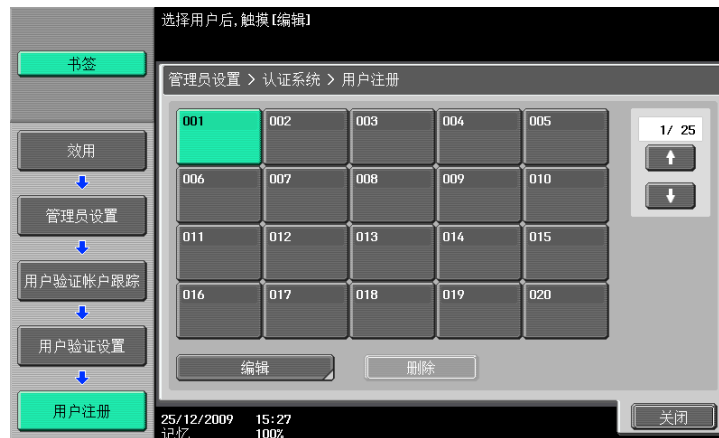 选择用户后,触摸[编辑]
书签
管理员设置 > 认证系统 > 用户注册
001 002 003 004 005
1/ 25
效用
006 007 008 009 010
管理员设置
011 012 013 014 015
用户验证帐户跟踪
016 017 018 019 020
用户验证设置
编辑 删除
用户注册
25/12/2009 15:27
关闭
记忆 100%